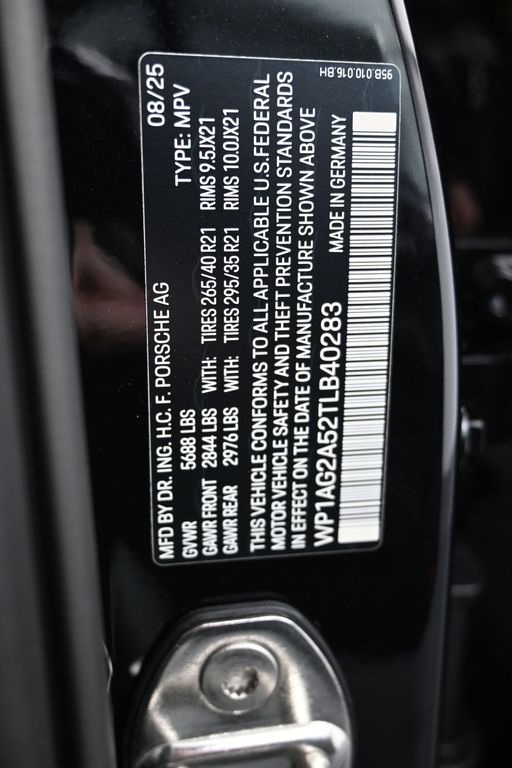 MFD BY DR. ING. H.C. F. PORSCHE AG 08/25
GVWR 5688 LBS TYPE: MPV
GAWR FRONT 2844 LBS WITH: TIRES 265/40 R21 RIMS 9.5JX21
GAWR REAR 2976 LBS WITH: TIRES 295/35 R21 RIMS 10.0JX21
THIS VEHICLE CONFORMS TO ALL APPLICABLE U.S. FEDERAL
MOTOR VEHICLE SAFETY AND THEFT PREVENTION STANDARDS
IN EFFECT ON THE DATE OF MANUFACTURE SHOWN ABOVE
WP1AG2A52TLB40283 MADE IN GERMANY
95B.010.016.BH